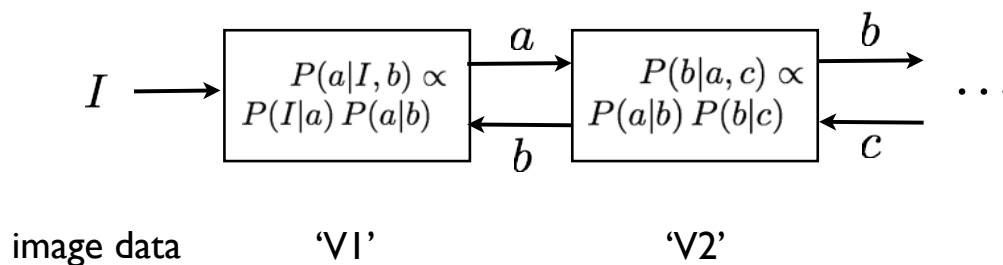 a b
I P(a|I, b) ∝ P(b|a, c) ∝ ...
P(I|a) P(a|b) P(a|b) P(b|c)
b c
image data ‘V1’ ‘V2’